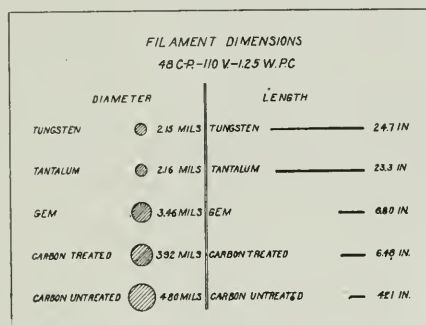 FILAMENT DIMENSIONS
48 C-P.-110 V.-1.25 W.P.C
DIAMETER
LENGTH
TUNGSTEN 2.15 MILS TUNGSTEN 24.7 IN
TANTALUM 2.16 MILS TANTALUM 23.3 IN
GEM 3.46 MILS GEM 6.80 IN.
CARBON TREATED 3.92 MILS CARBON TREATED 6.48 IN
CARBON UNTREATED 4.80 MILS CARBON UNTREATED 4.21 IN